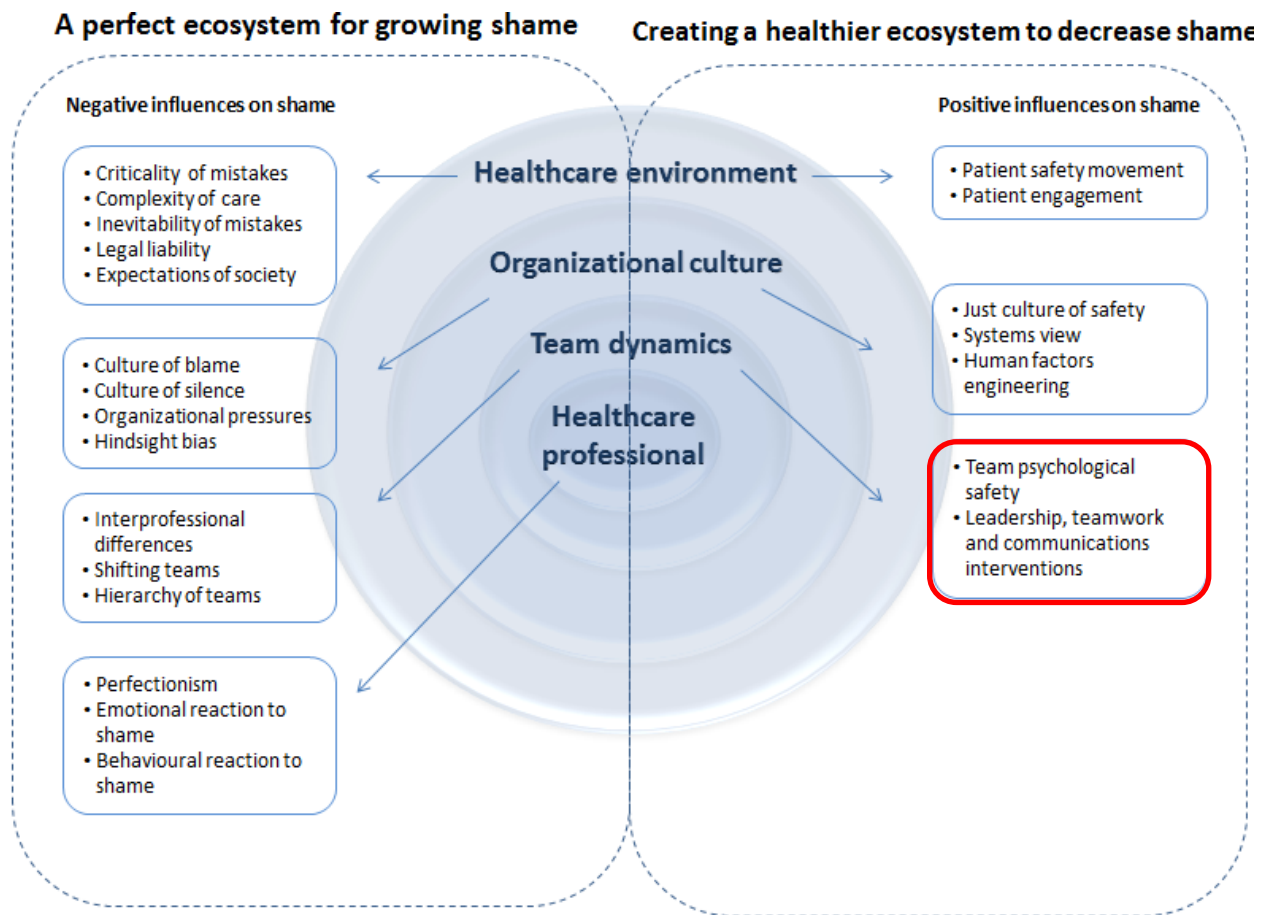 A perfect ecosystem for growing shame
Creating a healthier ecosystem to decrease shame
Negative influences on shame
Positive influences on shame
Healthcare environment
Organizational culture
Team dynamics
Healthcare
professional
• Criticality of mistakes
• Complexity of care
• Inevitability of mistakes
• Legal liability
• Expectations of society
• Culture of blame
• Culture of silence
• Organizational pressures
• Hindsight bias
• Interprofessional
differences
• Shifting teams
• Hierarchy of teams
• Perfectionism
• Emotional reaction to
shame
• Behavioural reaction to
shame
• Patient safety movement
• Patient engagement
• Just culture of safety
• Systems view
• Human factors
engineering
• Team psychological
safety
• Leadership, teamwork
and communications
interventions